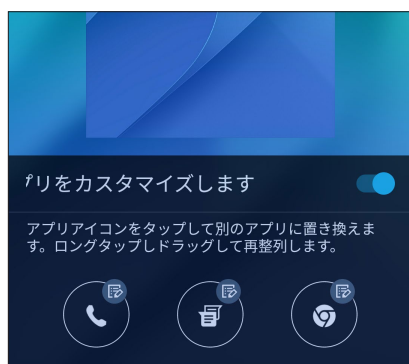 プリをカスタマイズします
アプリアイコンをタップして別のアプリに置き換えま
す。ロングタップしドラッグして再整列します。